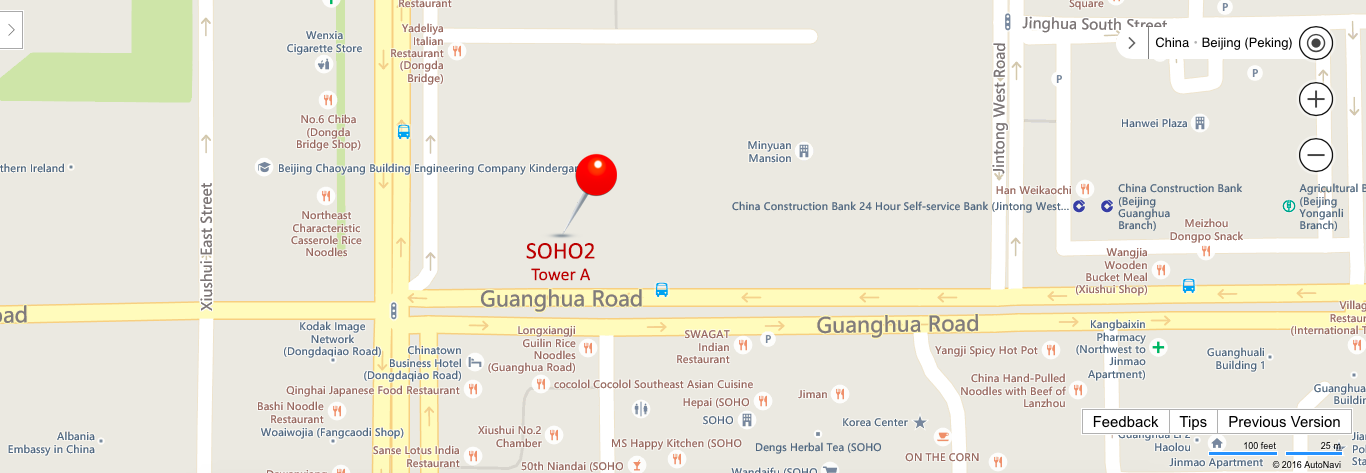 Restaurant
Yadeliya
Italian
Restaurant
(Dongda
Bridge)
Wenxia
Cigarette Store
No.6 Chiba
(Dongda
Bridge Shop)
thern Ireland
Beijing Chaoyang Building Engineering Company Kindergar
Northeast
Characteristic
Casserole Rice
Noodles
Xiushui East Street
SOHO2
Tower A
Minyuan
Mansion
China Construction Bank 24 Hour Self-service Bank (Jintong West...
Jintong West Road
Square
P
Jinghua South Street
China · Beijing (Peking)
P
P
Hanwei Plaza
Han Weikaochi
China Construction Bank
(Beijing
Guanghua
Branch)
Agricultural B
(Beijing
Yonganli
Branch)
Meizhou
Dongpo Snack
Wangjia
Wooden
Bucket Meal
(Xiushui Shop)
Guanghua Road
Guanghua Road
oad
Kodak Image
Network
(Dongdaqiao Road)
Chinatown
Business Hotel
(Dongdaqiao Road)
Longxiangji
Guilin Rice
Noodles
(Guanghua Road)
SWAGAT
Indian
Restaurant
P
Yangji Spicy Hot Pot
Kangbaixin
Pharmacy
(Northwest to
Jinmao
Apartment)
Villag
Restaur
(International T
Guanghuali
Building 1
Qinghai Japanese Food Restaurant
cocolol Cocolol Southeast Asian Cuisine
China Hand-Pulled
Noodles with Beef of
Lanzhou
Guanghu
Buildin
Bashi Noodle
Restaurant
Hepai (SOHO
SOHO
Jiman
Korea Center
Woaiwojia (Fangcaodi Shop)
Albania
Embassy in China
Xiushui No.2
Chamber
MS Happy Kitchen (SOHO
Dengs Herbal Tea (SOHO
Sanse Lotus India
Restaurant
50th Niandai (SOHO
Wandaifu (SOHO
ON THE CORN
Feedback
Tips
Previous Version
Haolou
Jinmao Apartment
100 feet
25 m
© 2016 AutoNavi